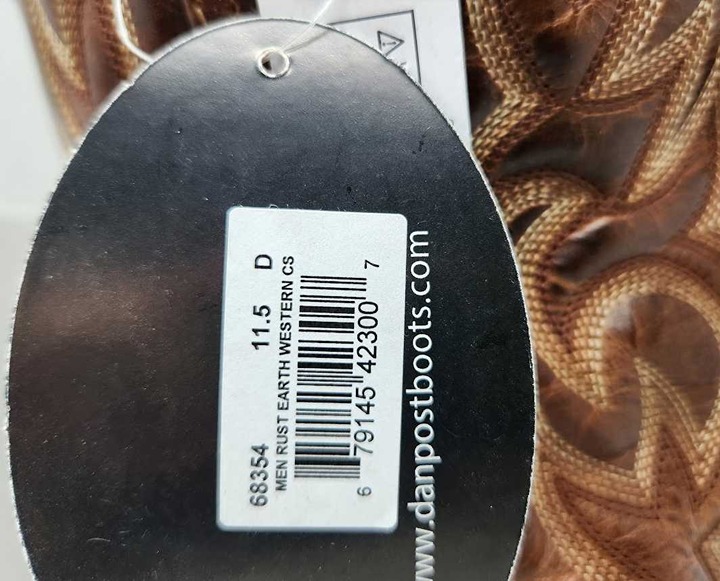 68354 11.5 D
MEN RUST EARTH WESTERN CS
6 79145 42300 7
www.danpostboots.com